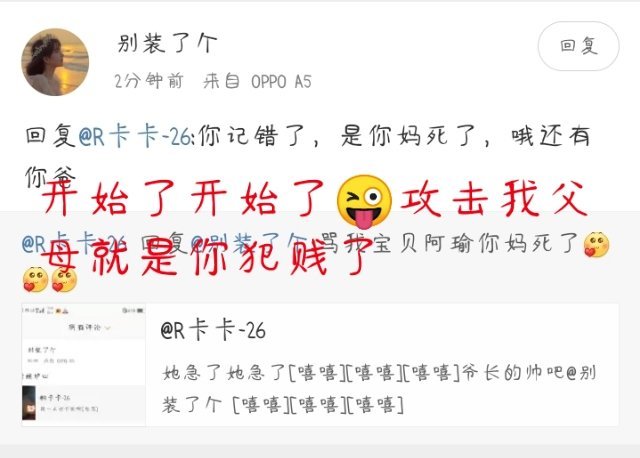 别装了个
2分钟前 来自 OPPO A5
回复
回复@R卡卡-26:你记错了，是你妈死了，哦还有
你爸
开始了开始了😜攻击我父
母就是你犯贱了
@R卡卡-26 回复@别装了个 骂我宝贝阿瑜你妈死了
@R卡卡-26
她急了她急了[嘻嘻][嘻嘻][嘻嘻]爷长的帅吧@别
装了个 [嘻嘻][嘻嘻][嘻嘻]
别装了个